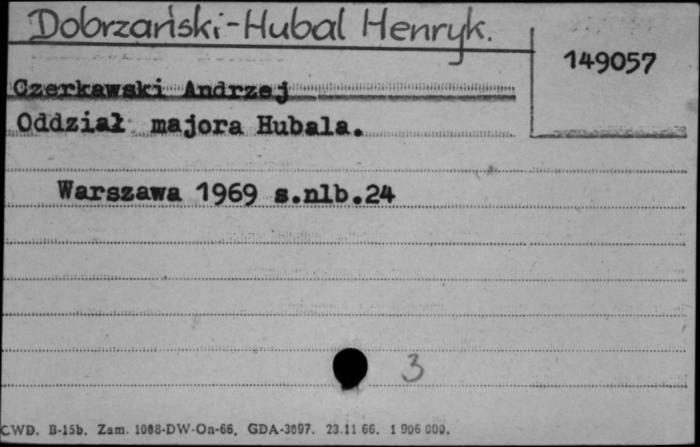 Dobrzański-Hubal Henryk.
149057
Czerkawski Andrzej
Oddział majora Hubala.
Warszawa 1969 s.nlb.24
3
CWD. B-15b. Zam. 1088-DW-On-66. GDA-3097. 23.11 66. 1 906 000.